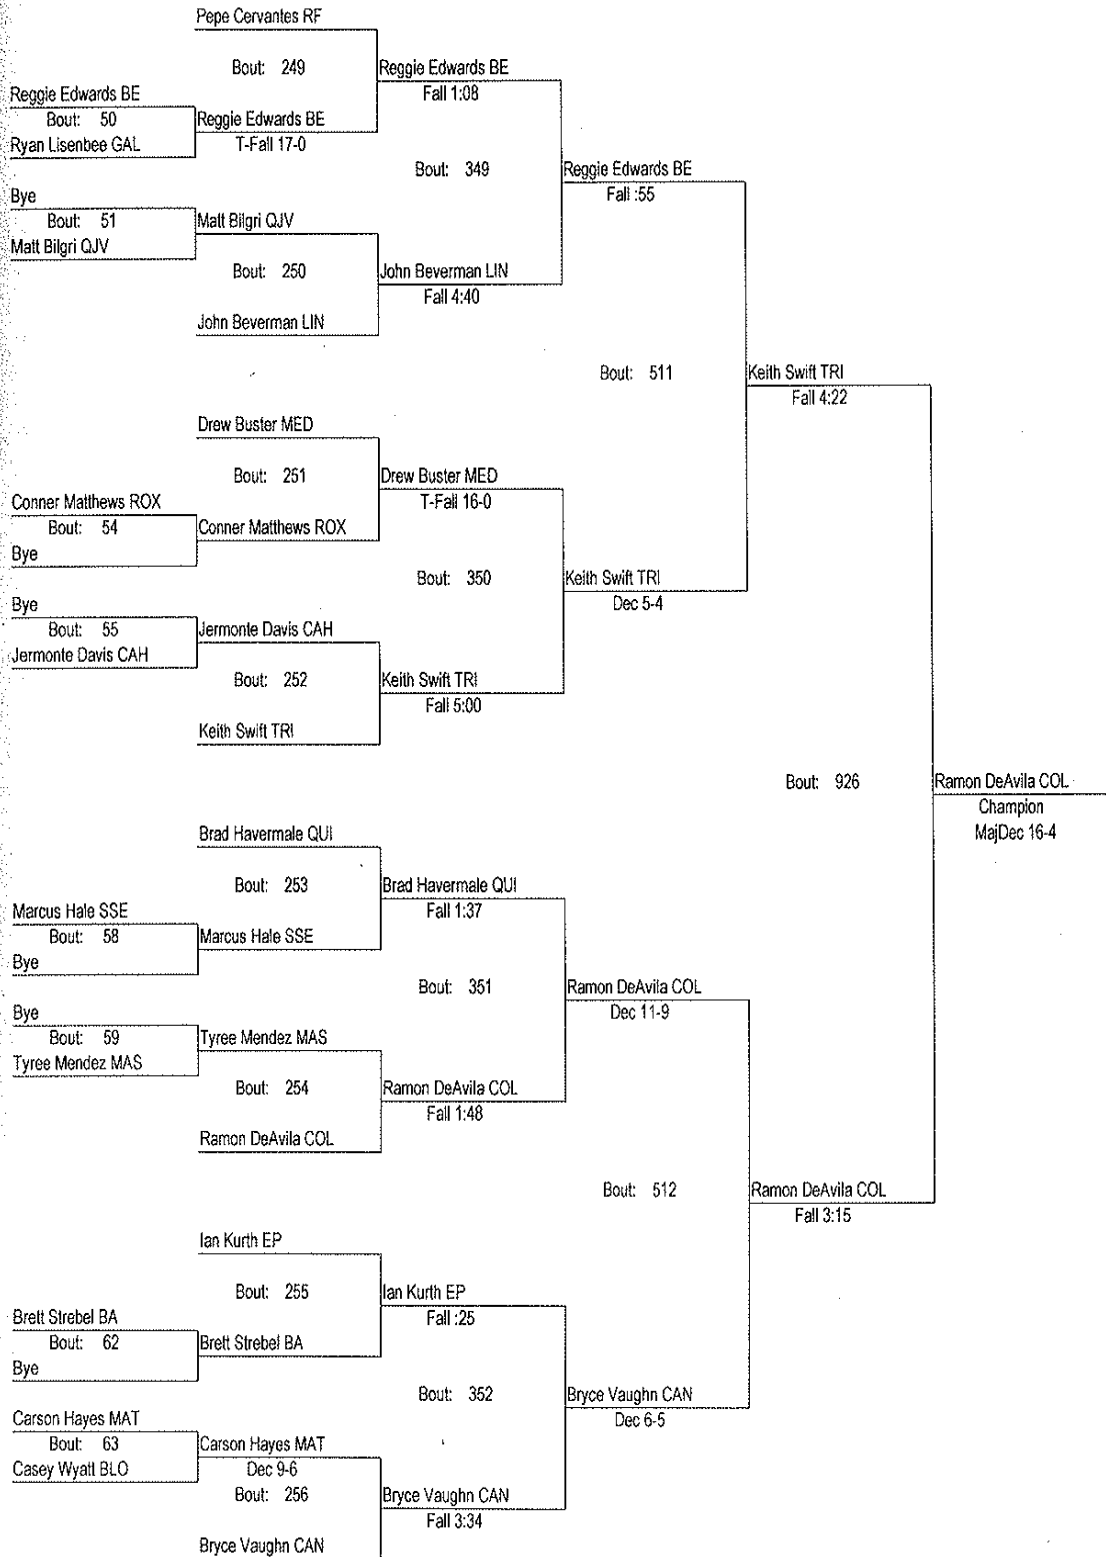 Pepe Cervantes RF
Bout: 249
Reggie Edwards BE
Fall 1:08
Reggie Edwards BE
Bout: 50
Reggie Edwards BE
Ryan Lisenbee GAL
T-Fall 17-0
Bout: 349
Reggie Edwards BE
Fall :55
Bye
Bout: 51
Matt Bilgri QJV
Matt Bilgri QJV
Bout: 250
John Beverman LIN
Fall 4:40
John Beverman LIN
Bout: 511
Keith Swift TRI
Fall 4:22
Drew Buster MED
Bout: 251
Drew Buster MED
T-Fall 16-0
Conner Matthews ROX
Bout: 54
Conner Matthews ROX
Bye
Bout: 350
Keith Swift TRI
Dec 5-4
Bye
Bout: 55
Jermonte Davis CAH
Jermonte Davis CAH
Bout: 252
Keith Swift TRI
Fall 5:00
Keith Swift TRI
Bout: 926
Ramon DeAvila COL
Champion
MajDec 16-4
Brad Havermale QUI
Bout: 253
Brad Havermale QUI
Fall 1:37
Marcus Hale SSE
Bout: 58
Marcus Hale SSE
Bye
Bout: 351
Ramon DeAvila COL
Dec 11-9
Bye
Bout: 59
Tyree Mendez MAS
Tyree Mendez MAS
Bout: 254
Ramon DeAvila COL
Fall 1:48
Ramon DeAvila COL
Bout: 512
Ramon DeAvila COL
Fall 3:15
Ian Kurth EP
Bout: 255
Ian Kurth EP
Fall :25
Brett Strebel BA
Bout: 62
Brett Strebel BA
Bye
Bout: 352
Bryce Vaughn CAN
Dec 6-5
Carson Hayes MAT
Bout: 63
Carson Hayes MAT
Casey Wyatt BLO
Dec 9-6
Bout: 256
Bryce Vaughn CAN
Fall 3:34
Bryce Vaughn CAN